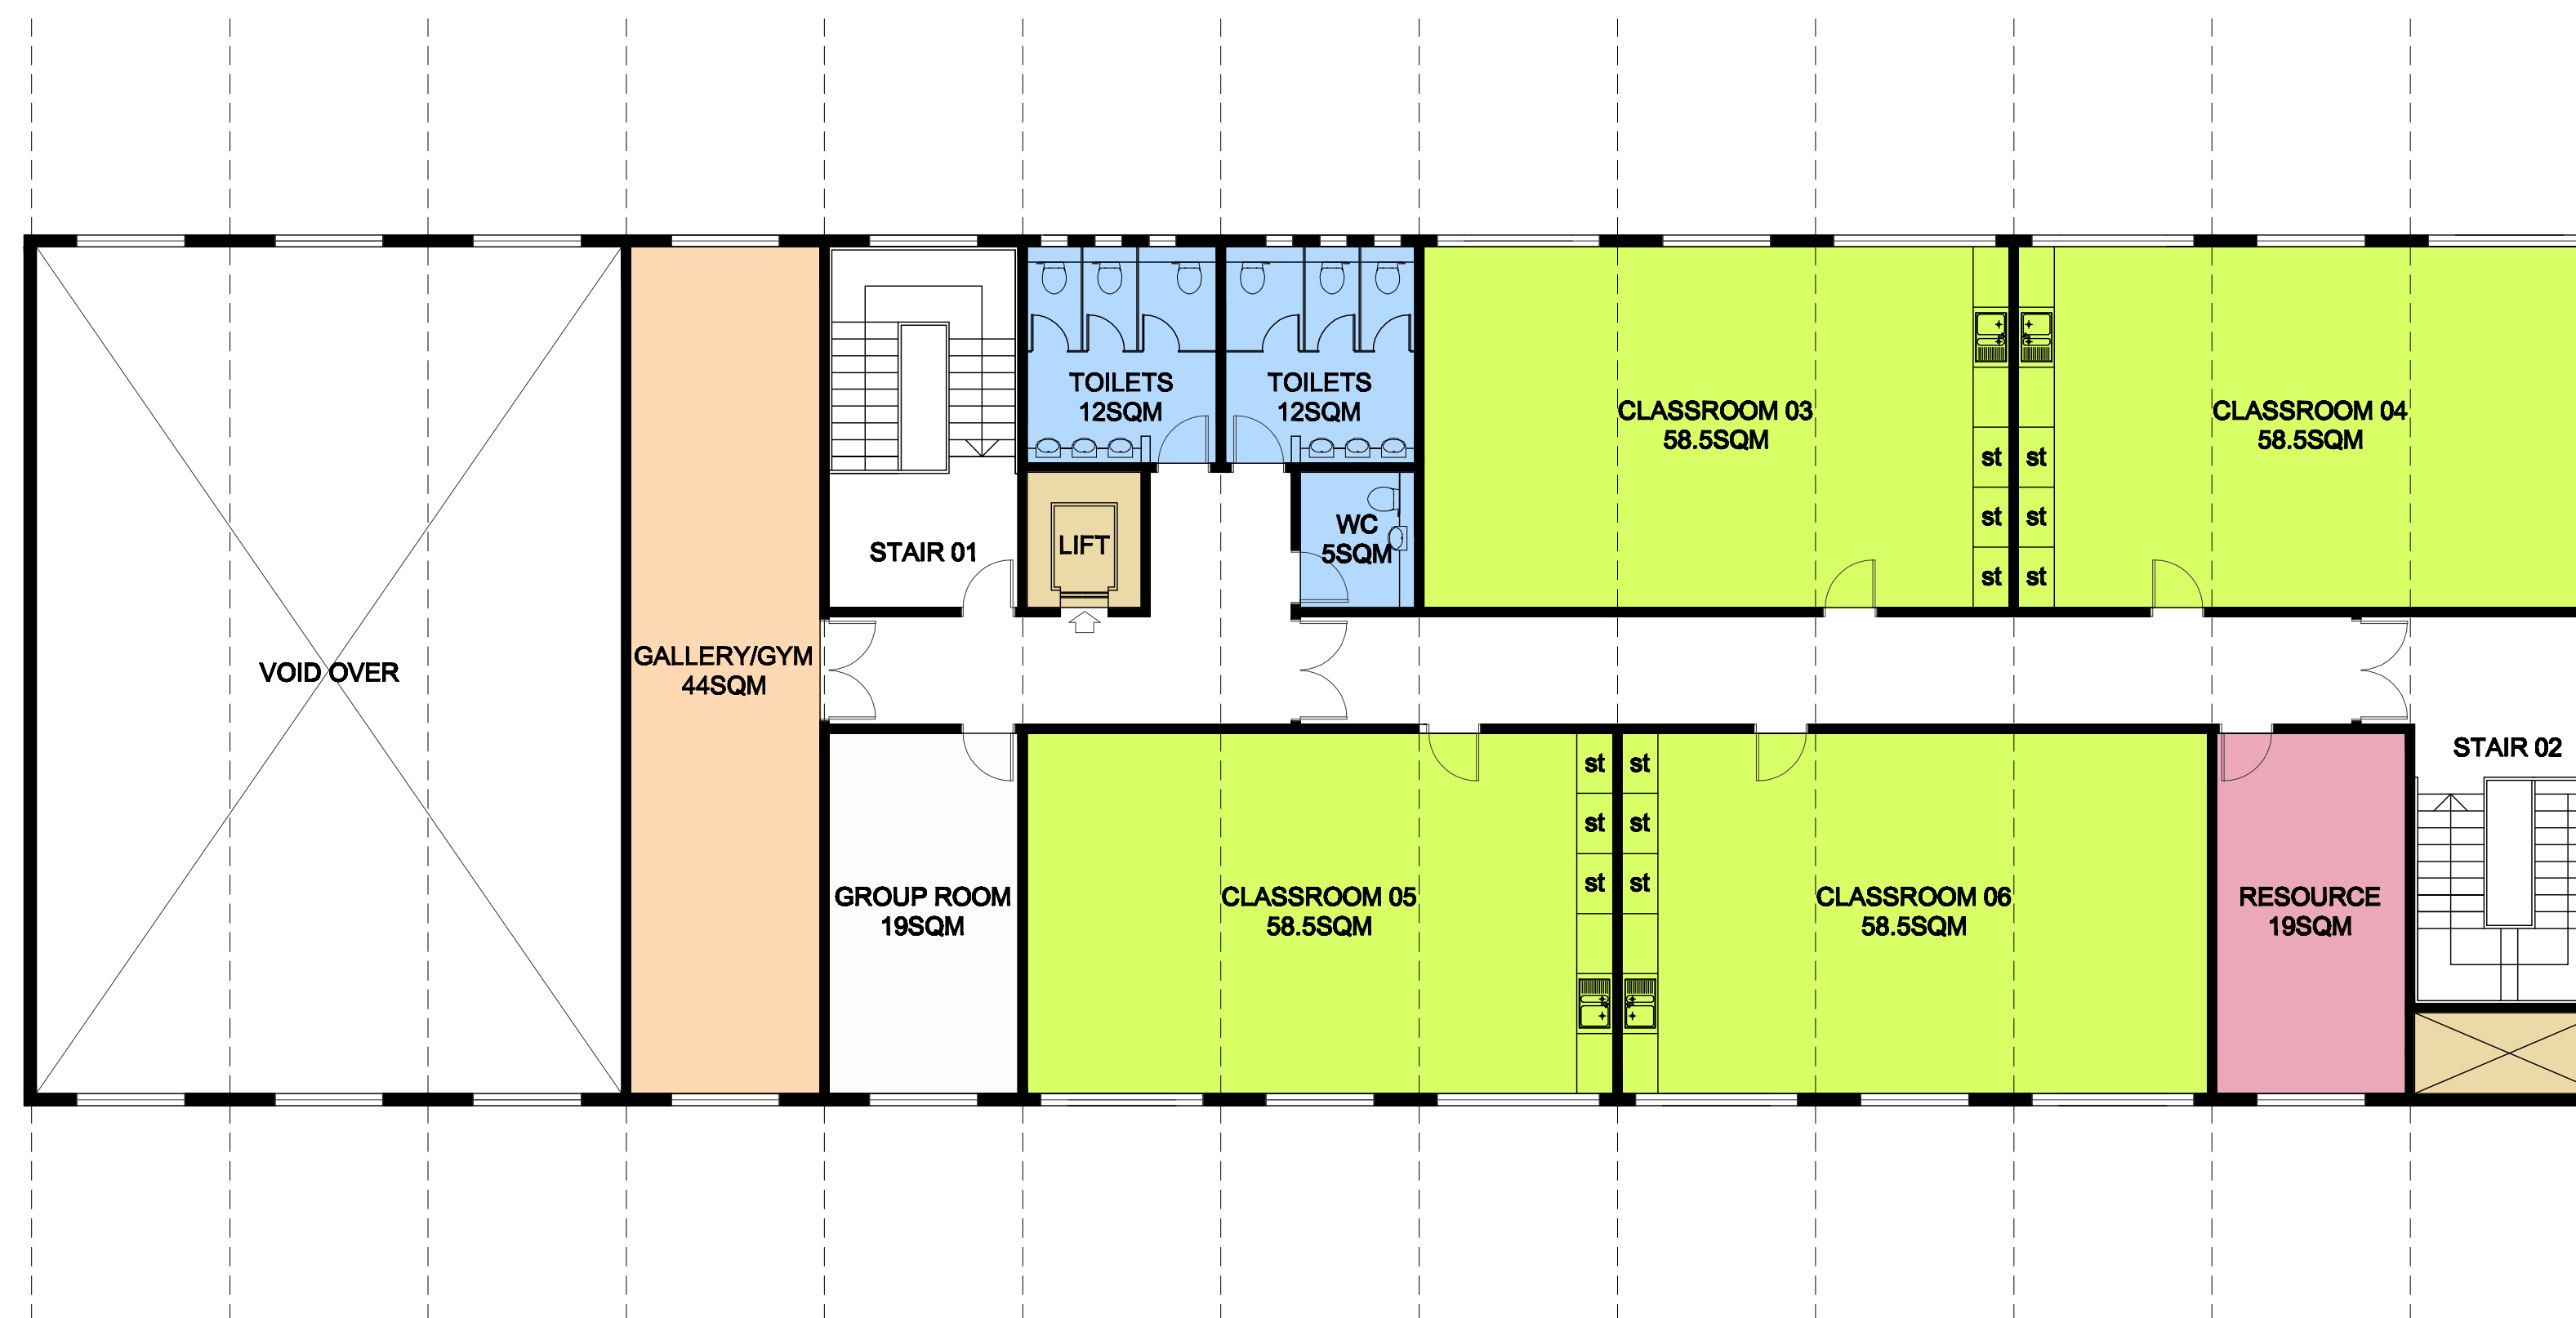 TOILETS
12SQM
TOILETS
12SQM
CLASSROOM 03
58.5SQM
CLASSROOM 04
58.5SQM
st
st
st
st
st
st
WC
5SQM
LIFT
STAIR 01
VOID OVER
GALLERY/GYM
44SQM
STAIR 02
st
st
st
st
st
st
GROUP ROOM
19SQM
CLASSROOM 05
58.5SQM
CLASSROOM 06
58.5SQM
RESOURCE
19SQM